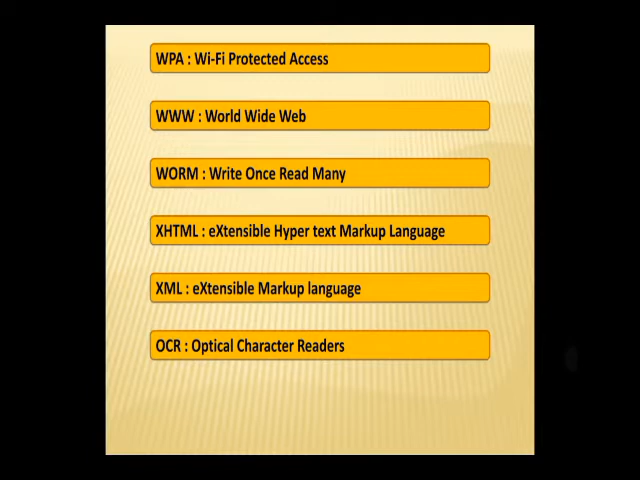 WPA : Wi-Fi Protected Access
WWW : World Wide Web
WORM : Write Once Read Many
XHTML : eXtensible Hyper text Markup Language
XML : eXtensible Markup language
OCR : Optical Character Readers